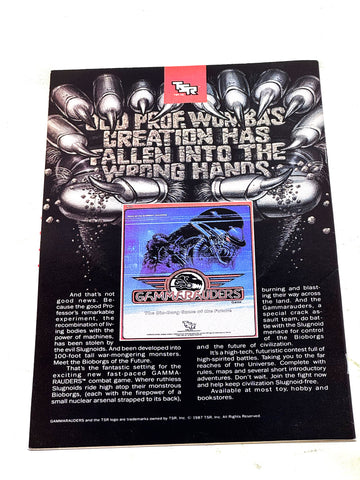 TSR
OLD PROF. WOMBAS'
CREATION HAS
FALLEN INTO THE
WRONG HANDS
GAMMARAUDERS
The Bio-Borg Game of the Future
And that's not
good news. Be-
cause the good Pro-
fessor's remarkable
experiment, the
recombination of liv-
ing bodies with the
power of machines,
has been stolen by
the evil Slugnoids. And been developed into
100-foot tall war-mongering monsters.
Meet the Bioborgs of the Future.
That's the fantastic setting for the
exciting new fast-paced GAMMA-
RAUDERS™ combat game. Where ruthless
Slugnoids ride high atop their monstrous
Bioborgs, (each with the firepower of a
small nuclear arsenal strapped to its back),
burning and blast-
ing their way across
the land. And the
Gammarauders, a
special crack as-
sault team, do bat-
tle with the Slugnoid
menace for control
of the Bioborgs
and the future of civilization.
It's a high-tech, futuristic contest full of
high-spirited battles. Taking you to the far
reaches of the Universe. Complete with
rules, maps and several short introductory
adventures. Don't wait. Join the fight now
and help keep civilization Slugnoid-free.
Available at most toy, hobby and
bookstores.
GAMMARAUDERS and the TSR logo are trademarks owned by TSR, Inc. © 1987 TSR, Inc. All Rights Reserved.